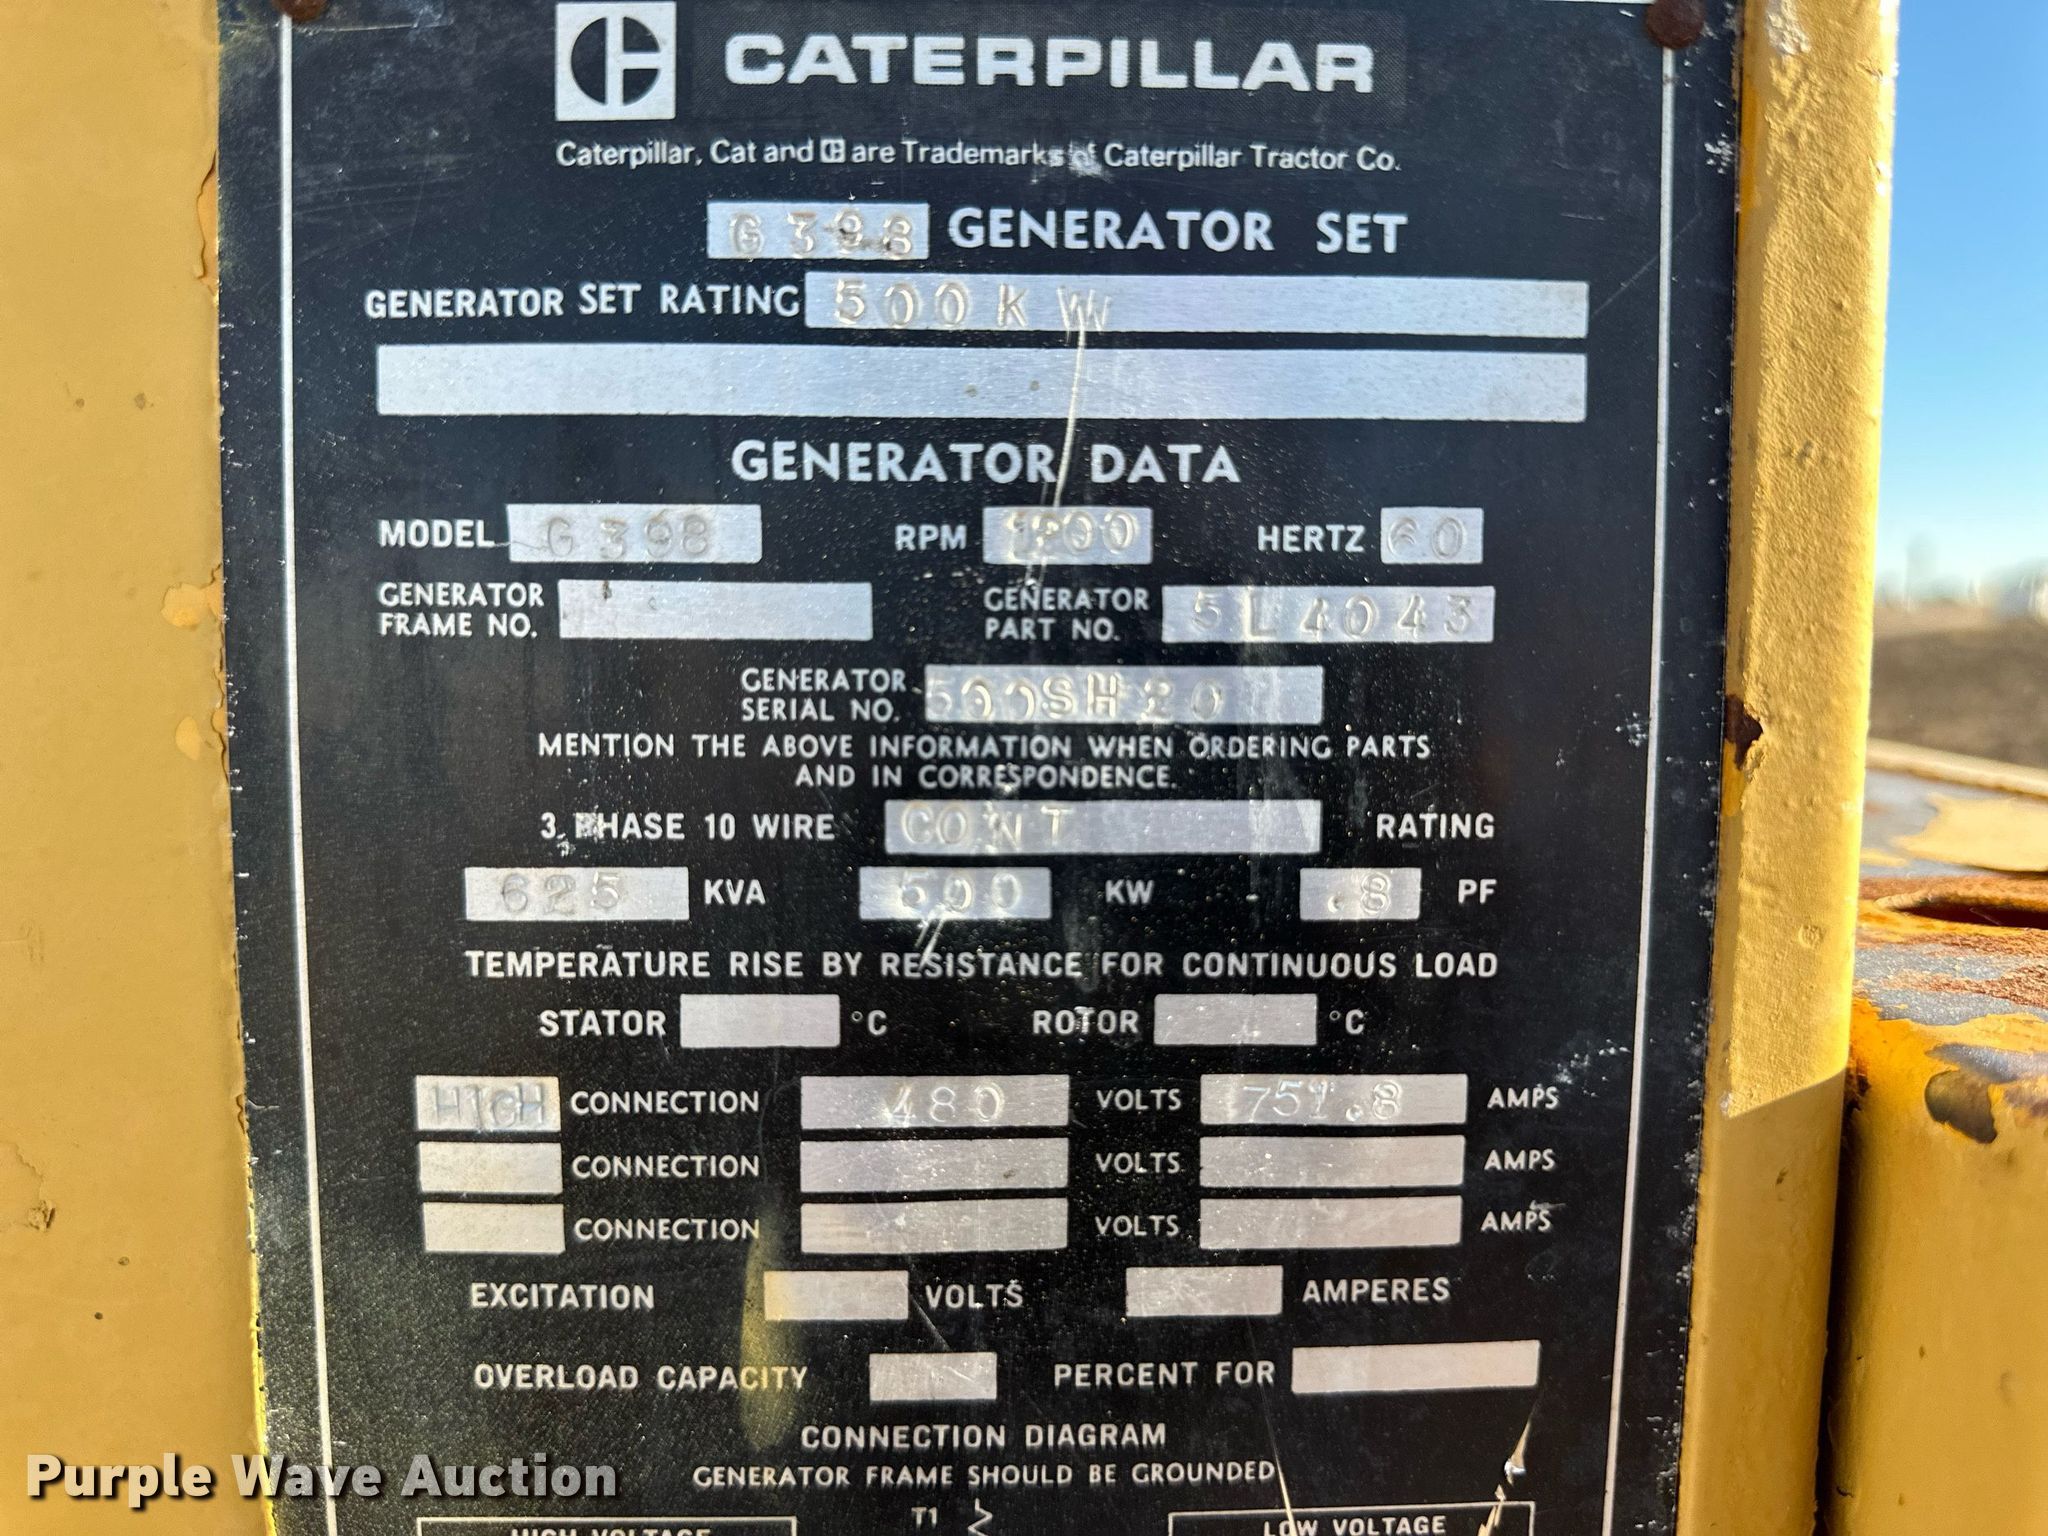 CATERPILLAR
Caterpillar, Cat and are Trademarks of Caterpillar Tractor Co.
G398 GENERATOR SET
GENERATOR SET RATING 500KW
GENERATOR DATA
MODEL G398 RPM 1200 HERTZ 60
GENERATOR FRAME NO. GENERATOR PART NO. 5L4043
GENERATOR SERIAL NO. 500SH20
MENTION THE ABOVE INFORMATION WHEN ORDERING PARTS
AND IN CORRESPONDENCE.
3 PHASE 10 WIRE CONT RATING
625 KVA 500 KW .8 PF
TEMPERATURE RISE BY RESISTANCE FOR CONTINUOUS LOAD
STATOR °C ROTOR °C
HIGH CONNECTION 480 VOLTS 751.8 AMPS
CONNECTION VOLTS AMPS
CONNECTION VOLTS AMPS
EXCITATION VOLTS AMPERES
OVERLOAD CAPACITY PERCENT FOR
CONNECTION DIAGRAM
GENERATOR FRAME SHOULD BE GROUNDED
T1
HIGH VOLTAGE LOW VOLTAGE
Purple Wave Auction